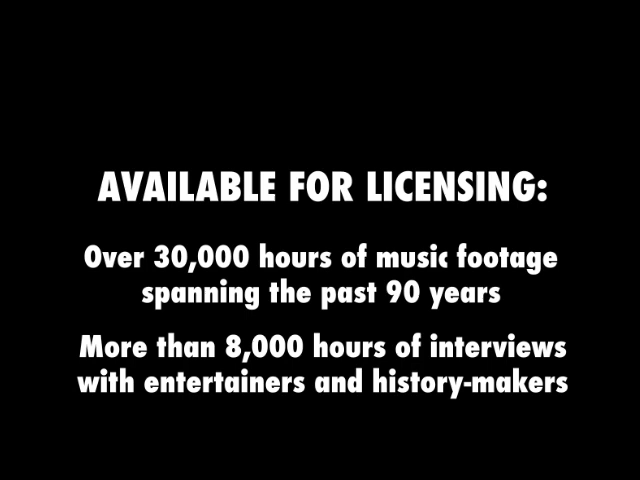 AVAILABLE FOR LICENSING:
Over 30,000 hours of music footage
spanning the past 90 years
More than 8,000 hours of interviews
with entertainers and history-makers